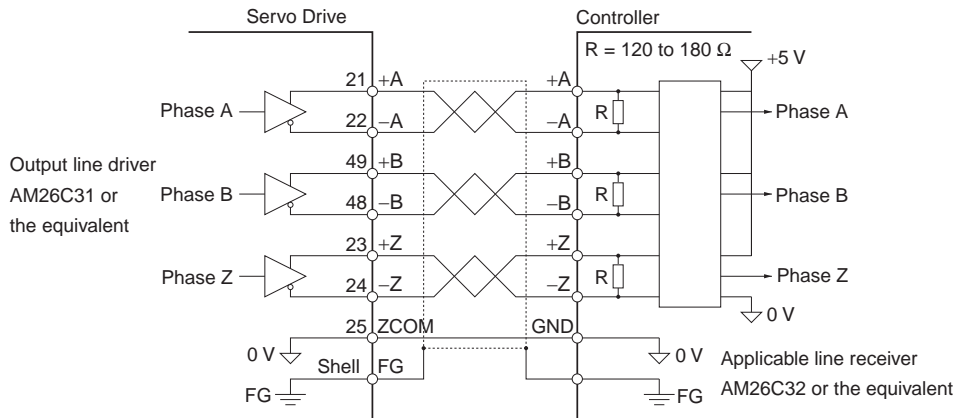 Servo Drive
Controller
R = 120 to 180 Ω
+5 V
21 +A
+A
Phase A
R
Phase A
22 −A
−A
Output line driver
AM26C31 or
the equivalent
49 +B
+B
Phase B
R
Phase B
48 −B
−B
23 +Z
+Z
Phase Z
R
Phase Z
24 −Z
−Z
0 V
25 ZCOM
GND
0 V
0 V
Shell FG
FG
FG
Applicable line receiver
AM26C32 or the equivalent